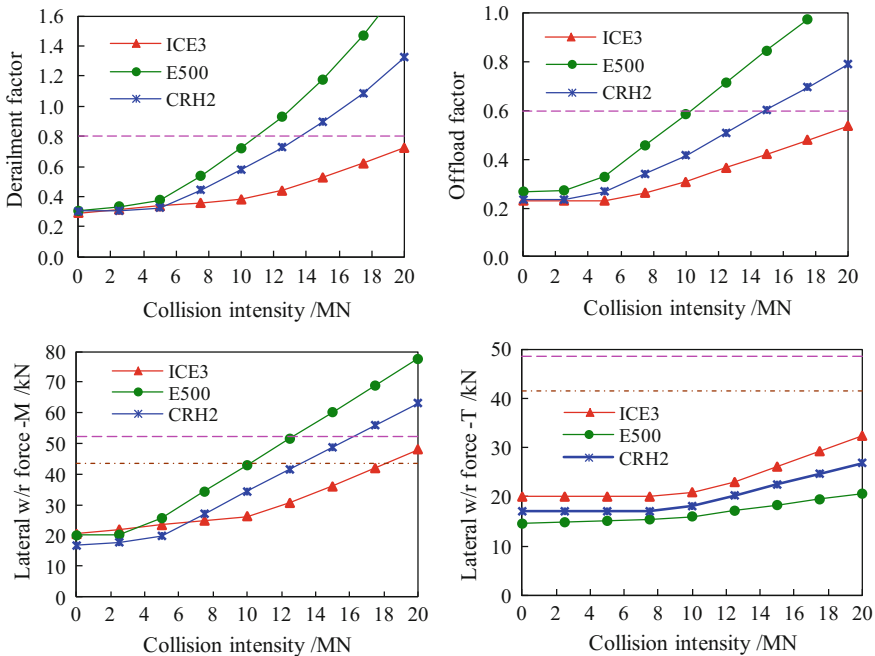 Derailment factor
1.6
1.4
1.2
1.0
0.8
0.6
0.4
0.2
0.0
ICE3
E500
CRH2
0 2 4 6 8 10 12 14 16 18 20
Collision intensity /MN
Offload factor
1.0
0.8
0.6
0.4
0.2
0.0
ICE3
E500
CRH2
0 2 4 6 8 10 12 14 16 18 20
Collision intensity /MN
Lateral w/r force -M /kN
80
70
60
50
40
30
20
10
0
ICE3
E500
CRH2
0 2 4 6 8 10 12 14 16 18 20
Collision intensity /MN
Lateral w/r force -T /kN
50
40
30
20
10
0
ICE3
E500
CRH2
0 2 4 6 8 10 12 14 16 18 20
Collision intensity /MN